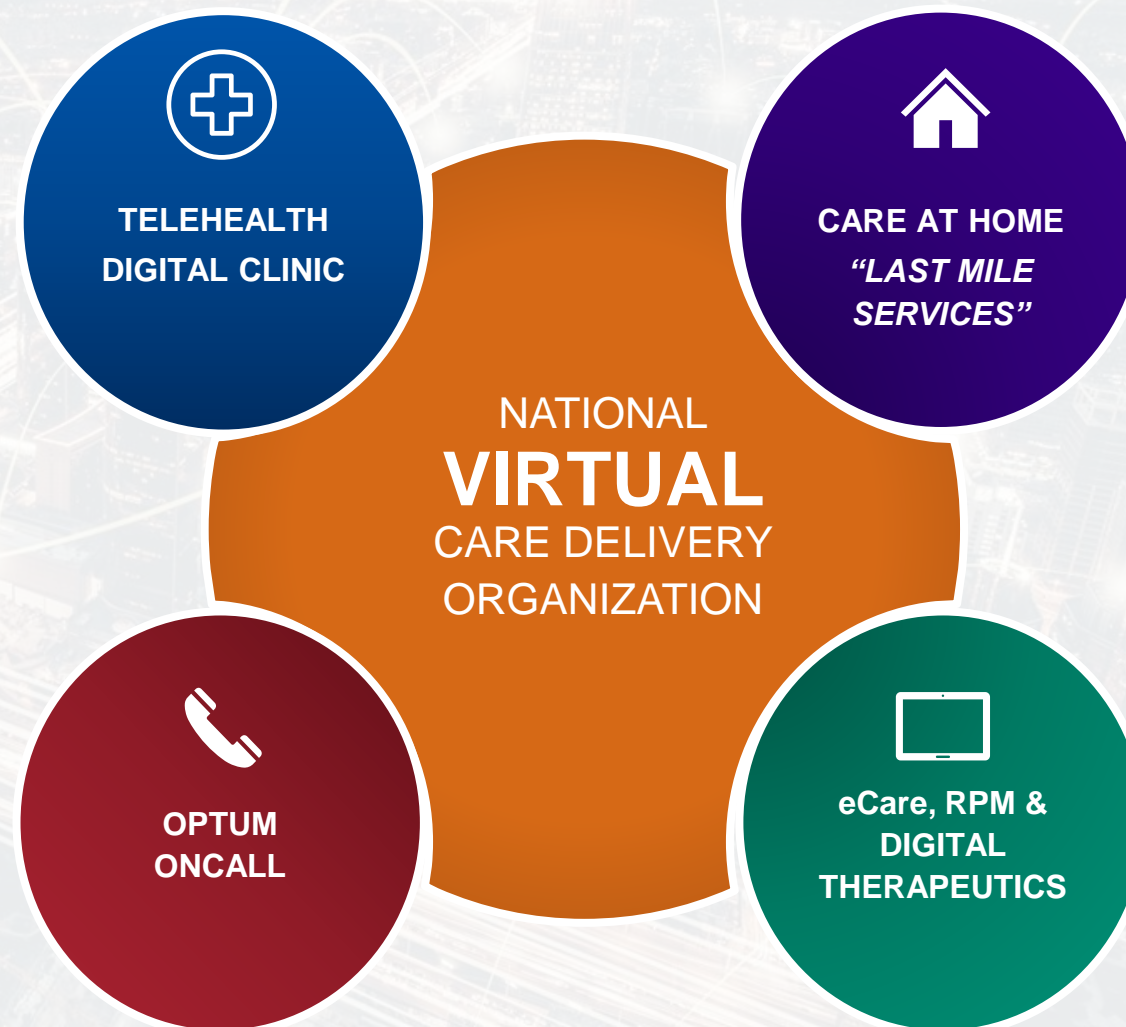 TELEHEALTH
DIGITAL CLINIC
CARE AT HOME
“LAST MILE
SERVICES”
NATIONAL
VIRTUAL
CARE DELIVERY
ORGANIZATION
OPTUM
ONCALL
eCare, RPM &
DIGITAL
THERAPEUTICS